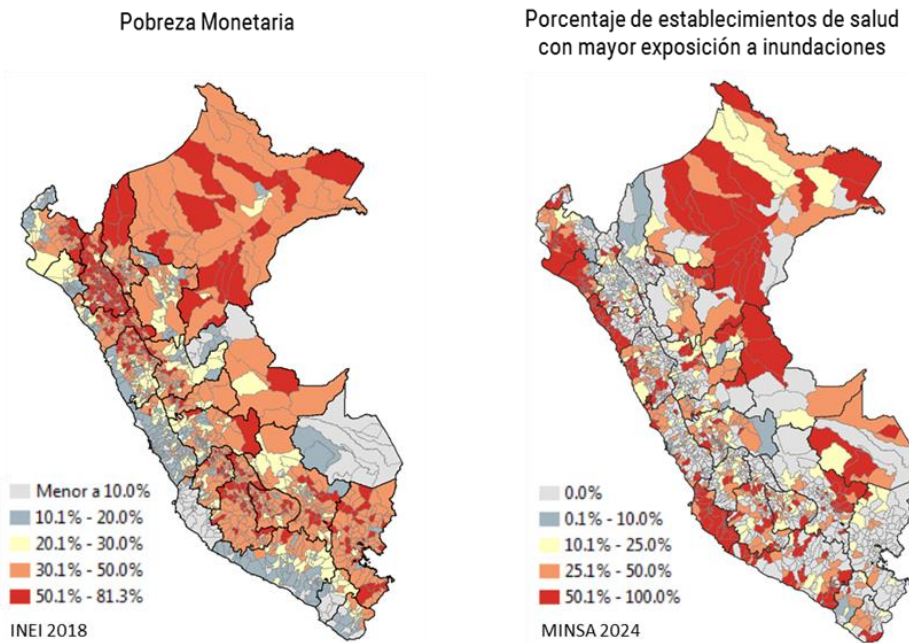 Pobreza Monetaria
Menor a 10.0%
10.1% - 20.0%
20.1% - 30.0%
30.1% - 50.0%
50.1% - 81.3%
INEI 2018
Porcentaje de establecimientos de salud
con mayor exposición a inundaciones
0.0%
0.1% - 10.0%
10.1% - 25.0%
25.1% - 50.0%
50.1% - 100.0%
MINSA 2024